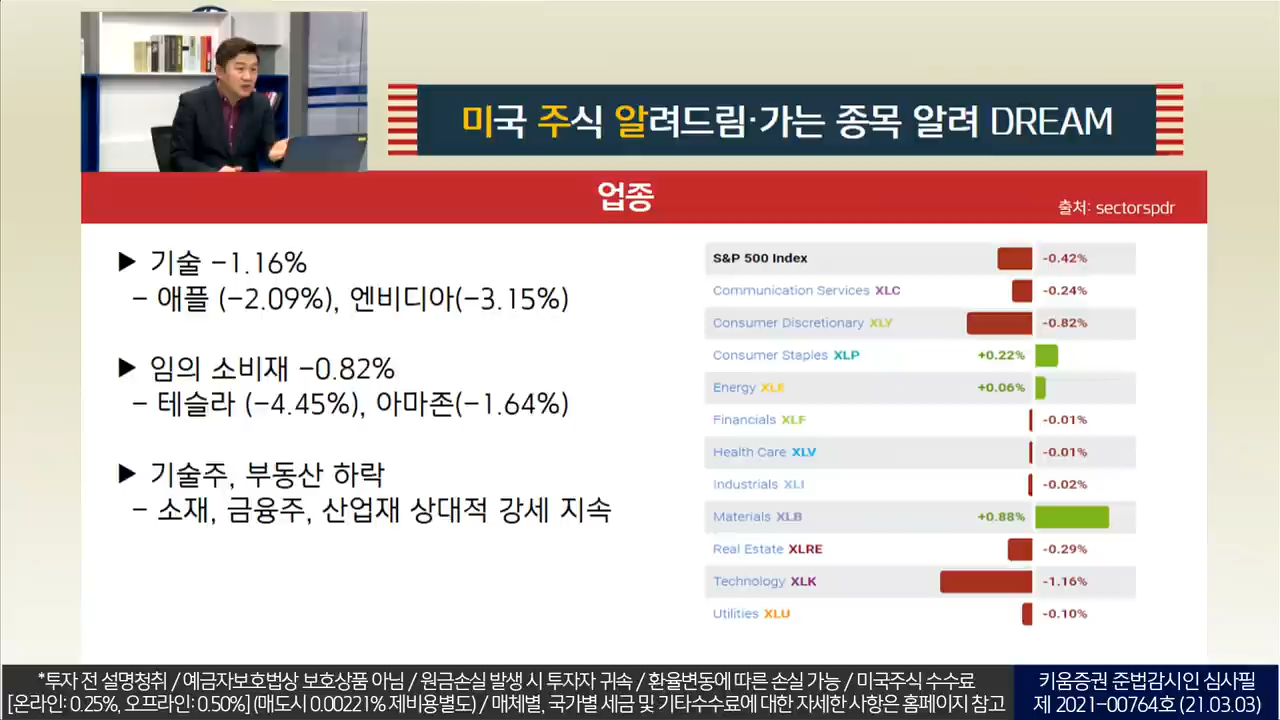 미국 주식 알려드림·가는 종목 알려 DREAM
업종
출처: sectorspdr
▶ 기술 -1.16%
- 애플 (-2.09%), 엔비디아(-3.15%)
▶ 임의 소비재 -0.82%
- 테슬라 (-4.45%), 아마존(-1.64%)
▶ 기술주, 부동산 하락
- 소재, 금융주, 산업재 상대적 강세 지속
S&P 500 Index -0.42%
Communication Services XLC -0.24%
Consumer Discretionary XLY -0.82%
Consumer Staples XLP +0.22%
Energy XLE +0.06%
Financials XLF -0.01%
Health Care XLV -0.01%
Industrials XLI -0.02%
Materials XLB +0.88%
Real Estate XLRE -0.29%
Technology XLK -1.16%
Utilities XLU -0.10%
*투자 전 설명청취 / 예금자보호법상 보호상품 아님 / 원금손실 발생 시 투자자 귀속 / 환율변동에 따른 손실 가능 / 미국주식 수수료
[온라인: 0.25%, 오프라인: 0.50%] (매도시 0.00221% 제비용별도) / 매체별, 국가별 세금 및 기타수수료에 대한 자세한 사항은 홈페이지 참고
키움증권 준법감시인 심사필
제 2021-00764호 (21.03.03)